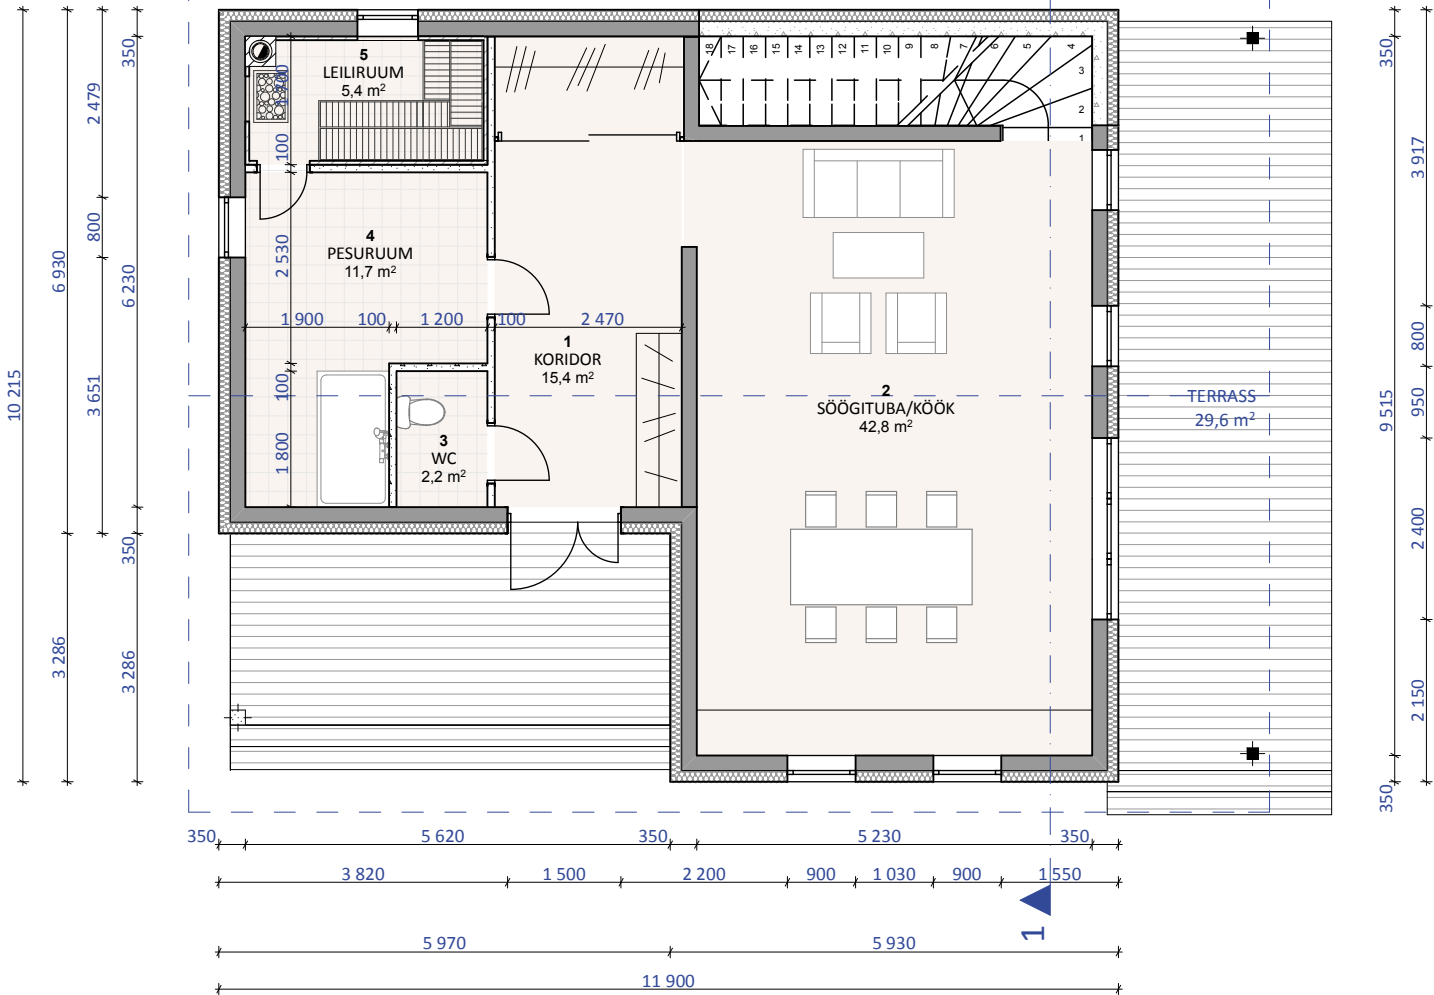 5
LEILIRUUM
5,4 m²
4
PESURUUM
11,7 m²
1
KORIDOR
15,4 m²
3
WC
2,2 m²
2
SÖÖGITUBA/KÖÖK
42,8 m²
TERRASS
29,6 m²
18 17 16 15 14 13 12 11 10 9 8 7 6 5 4
3
2
1
100
2 530
100
1 800
1 900 100 1 200 100 2 470
10 215
6 930
3 286
2 479
800
3 651
350
6 230
350
3 286
350
9 515
350
3 917
800
950
2 400
2 150
350 5 620 350 5 230 350
3 820 1 500 2 200 900 1 030 900 1 550
1
5 970 5 930
11 900